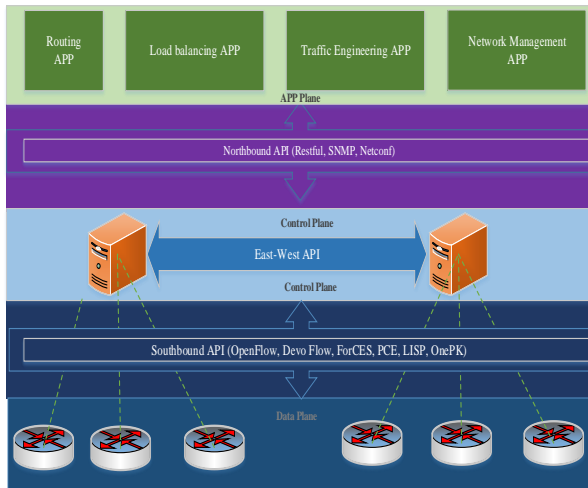 Routing
APP
Load balancing APP
Traffic Engineering APP
Network Management
APP
APP Plane
Northbound API (Restful, SNMP, Netconf)
Control Plane
East-West API
Control Plane
Southbound API (OpenFlow, Devo Flow, ForCES, PCE, LISP, OnePK)
Data Plane